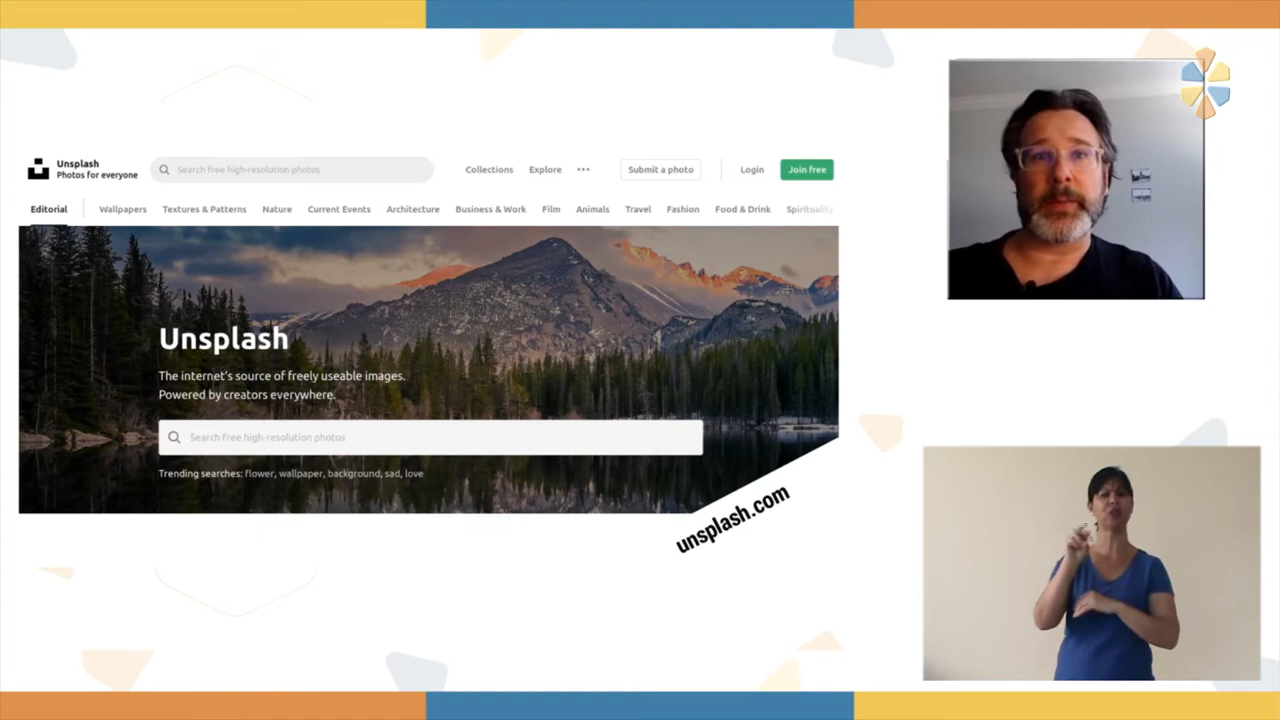 Unsplash
Photos for everyone
Search free high-resolution photos
Collections
Explore
Submit a photo
Login
Join free
Editorial
Wallpapers
Textures & Patterns
Nature
Current Events
Architecture
Business & Work
Film
Animals
Travel
Fashion
Food & Drink
Spirituality
Unsplash
The internet's source of freely useable images.
Powered by creators everywhere.
Search free high-resolution photos
Trending searches: flower, wallpaper, background, sad, love
unsplash.com